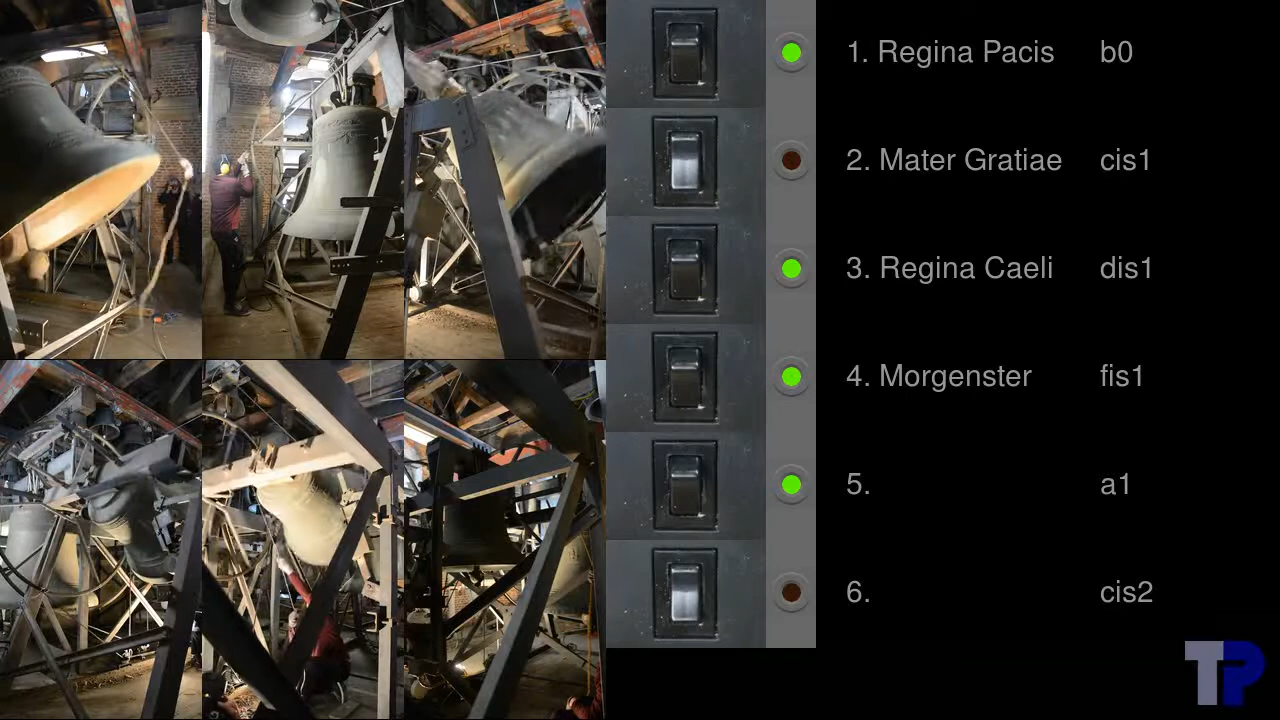 1. Regina Pacis b0
2. Mater Gratiae cis1
3. Regina Caeli dis1
4. Morgenster fis1
5. a1
6. cis2
TP